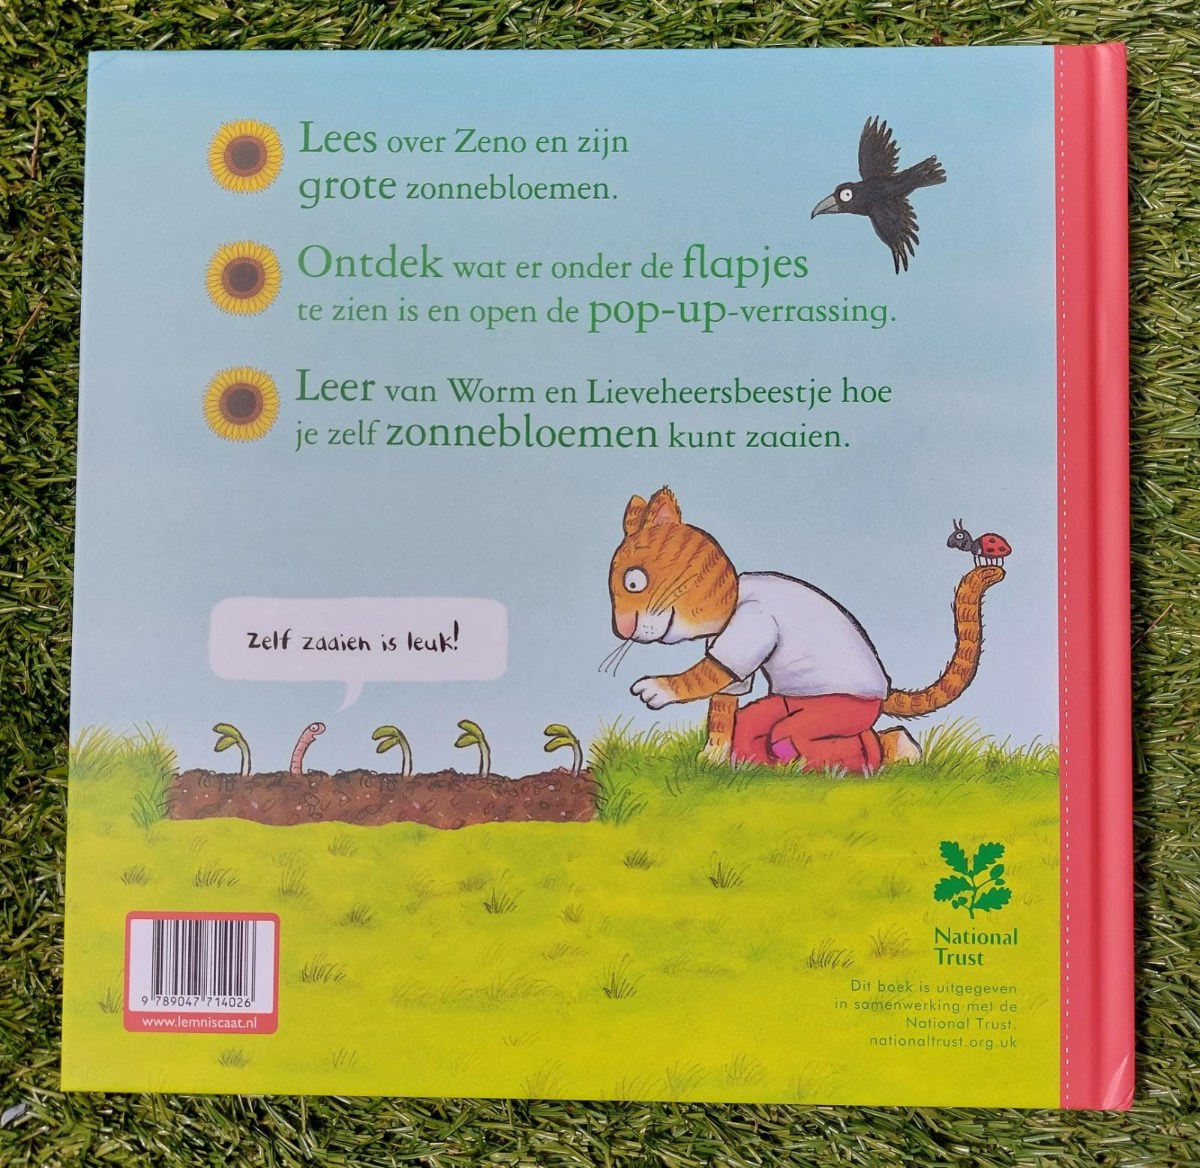 Lees over Zeno en zijn
grote zonnebloemen.
Ontdek wat er onder de flapjes
te zien is en open de pop-up-verrassing.
Leer van Worm en Lieveheersbeestje hoe
je zelf zonnebloemen kunt zaaien.
zelf zaaien is leuk!
National
Trust
Dit boek is uitgegeven
in samenwerking met de
National Trust.
nationaltrust.org.uk
9 789047 714026
www.lemniscaat.nl